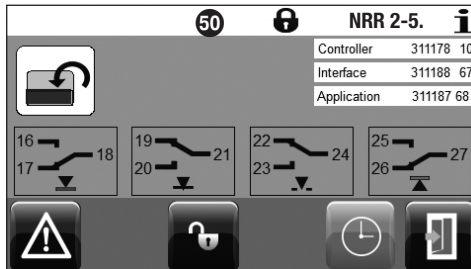 50 NRR 2-5. i
Controller 311178 10
Interface 311188 67
Application 311187 68
16 19 22 25
18 21 24 27
17 20 23 26